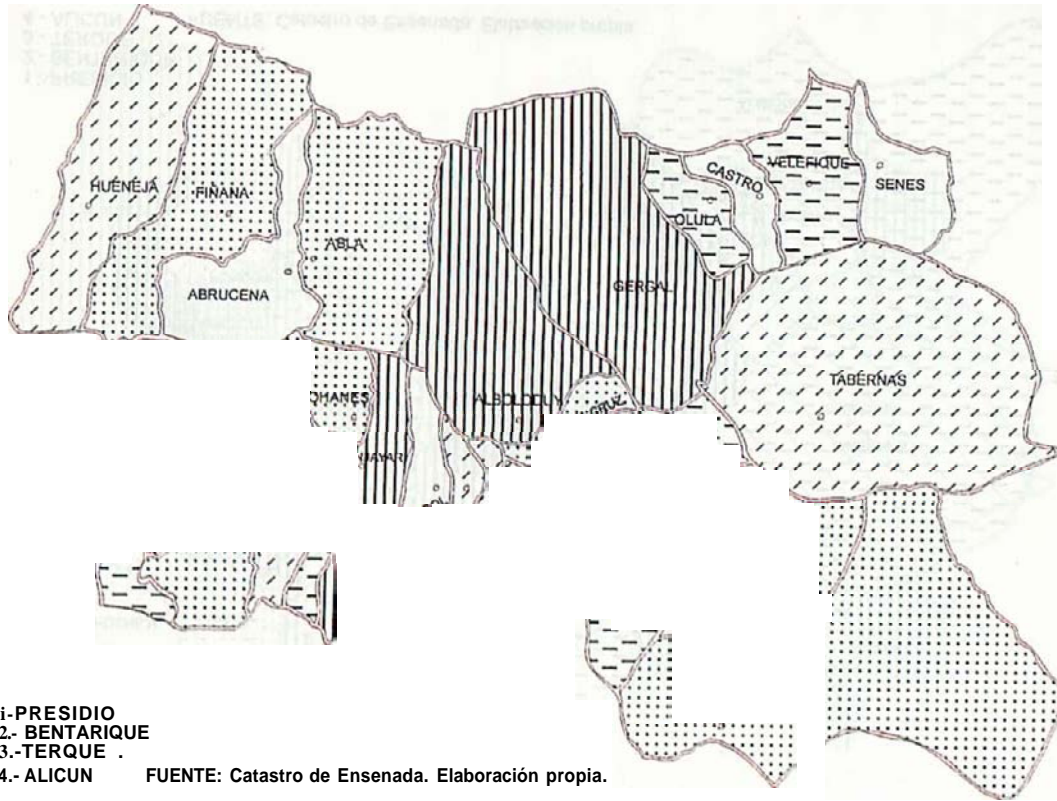 HUENEJA
FIÑANA
ABLA
ABRUCENA
OHANES
ALBOLODUY
GERGAL
OLULA
CASTRO
VELEFIQUE
SENES
TABERNAS
i-PRESIDIO
2.- BENTARIQUE
3.-TERQUE .
4.- ALICUN FUENTE: Catastro de Ensenada. Elaboración propia.